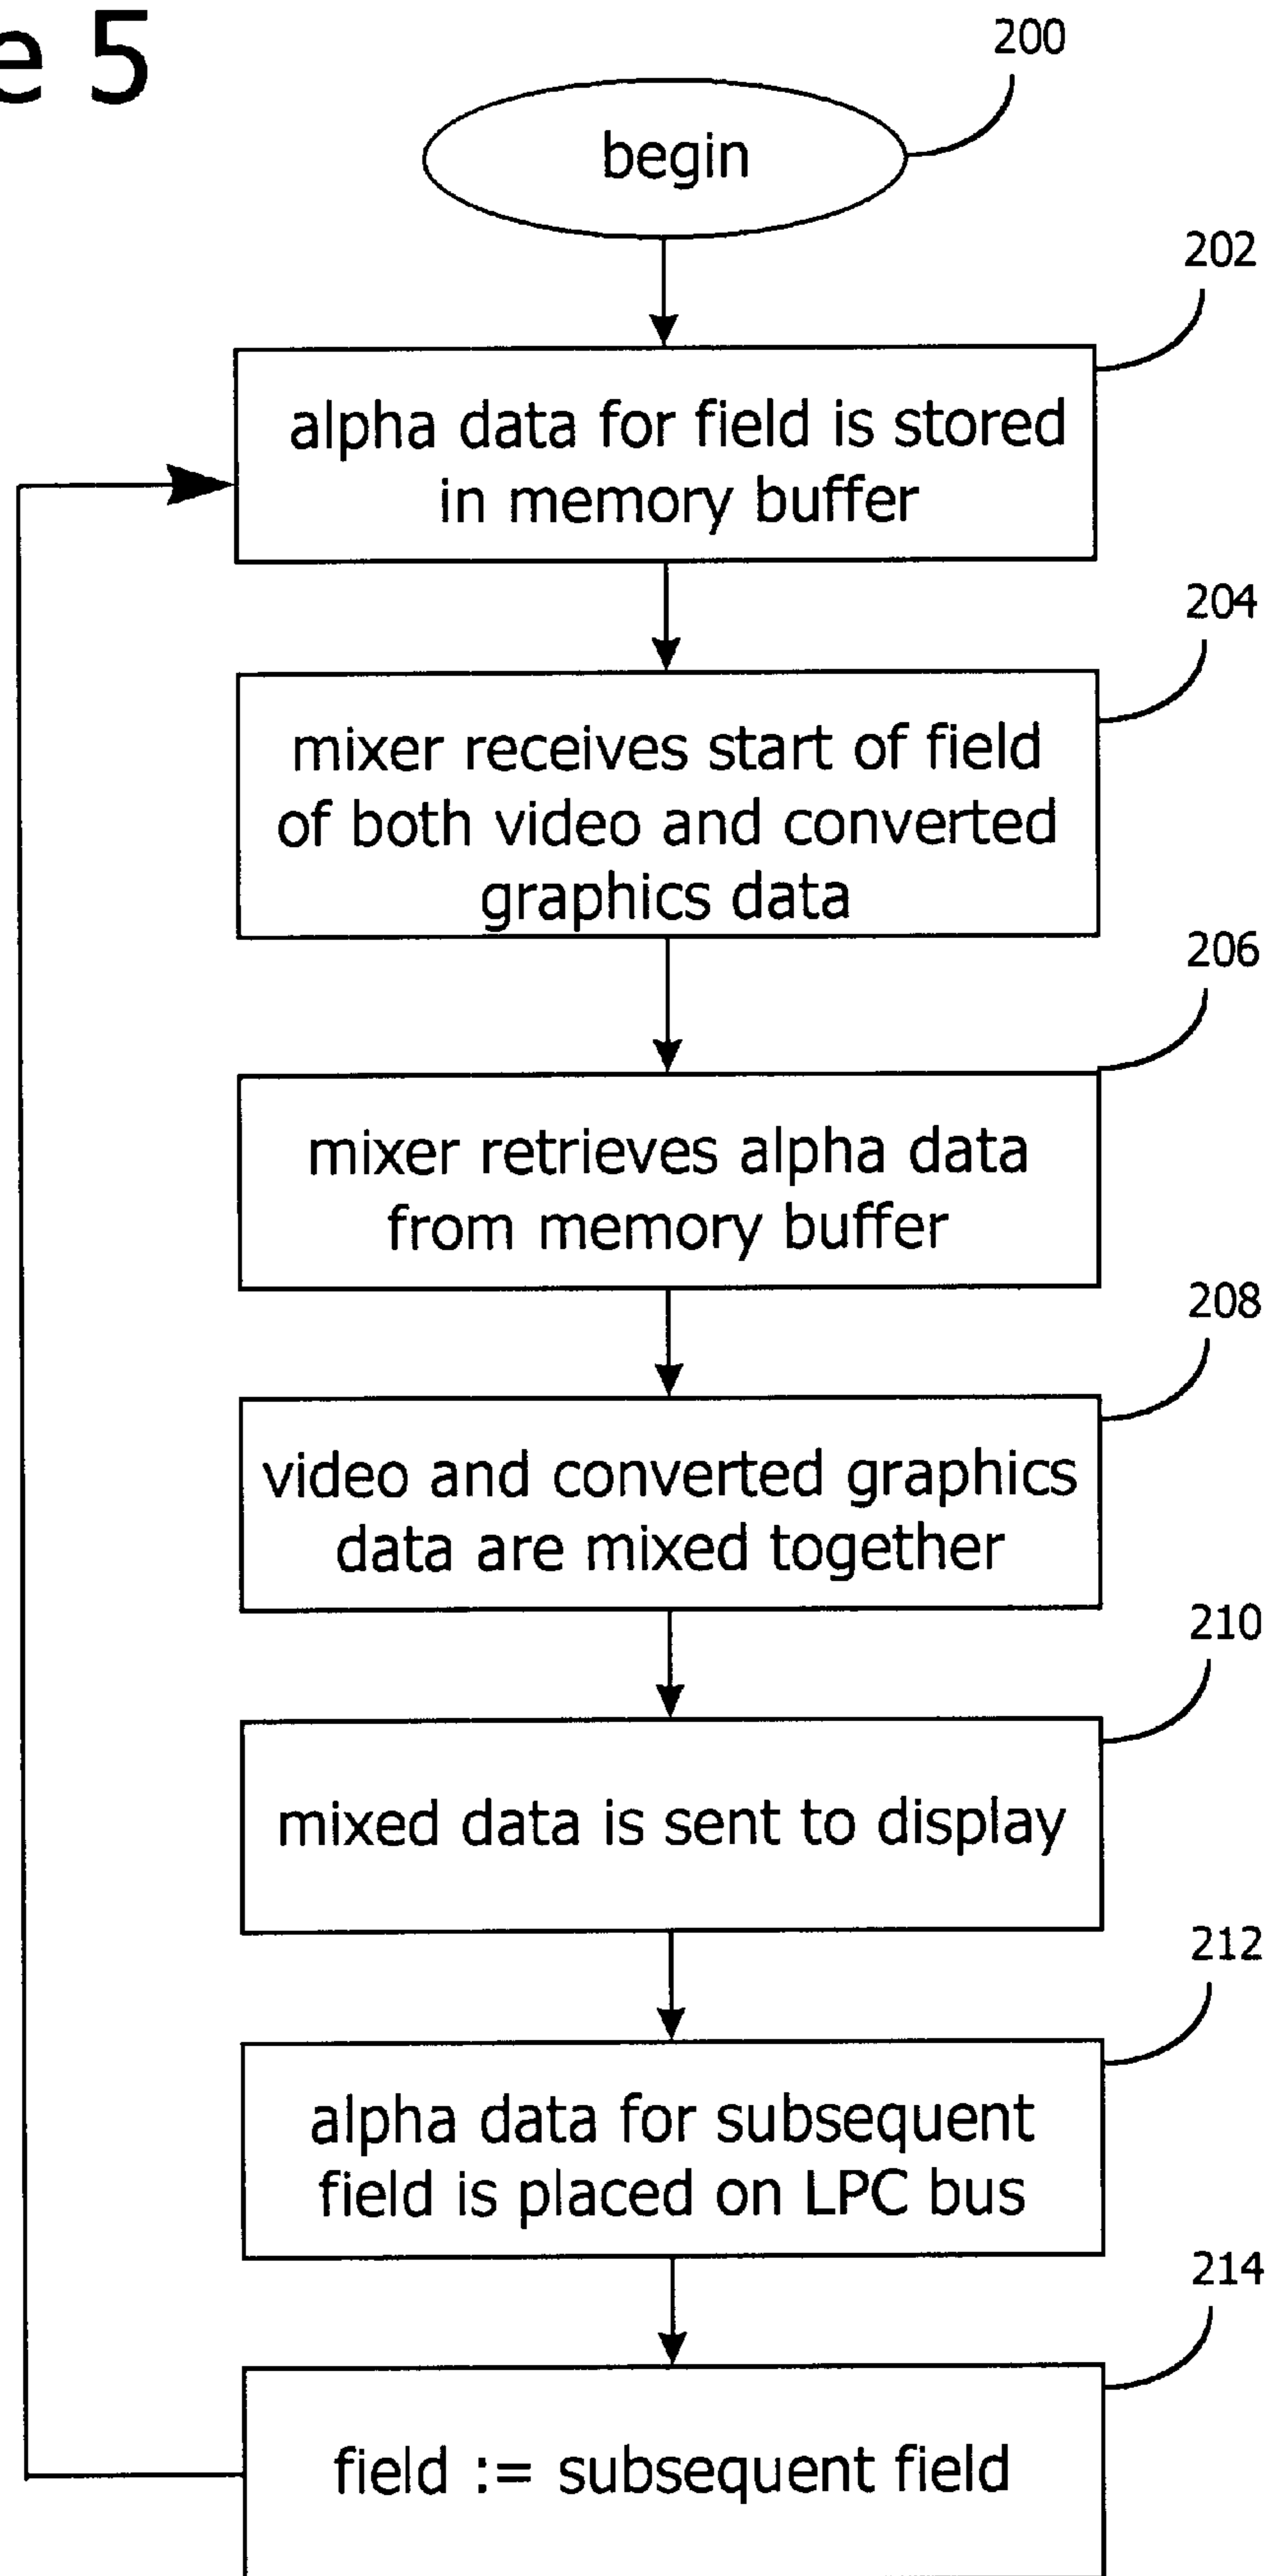 e 5
200
begin
202
alpha data for field is stored
in memory buffer
204
mixer receives start of field
of both video and converted
graphics data
206
mixer retrieves alpha data
from memory buffer
208
video and converted graphics
data are mixed together
210
mixed data is sent to display
212
alpha data for subsequent
field is placed on LPC bus
214
field := subsequent field